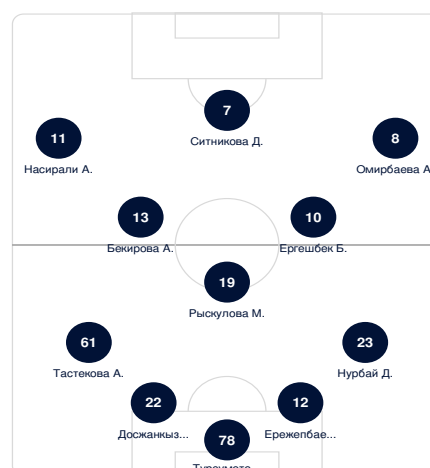 7
Ситникова Д.
11
Насирали А.
8
Омирбаева А
13
Бекирова А.
10
Ергешбек Б.
19
Рыскулова М.
61
Тастекова А.
23
Нурбай Д.
22
Досжанкыз...
12
Ережепбае...
78